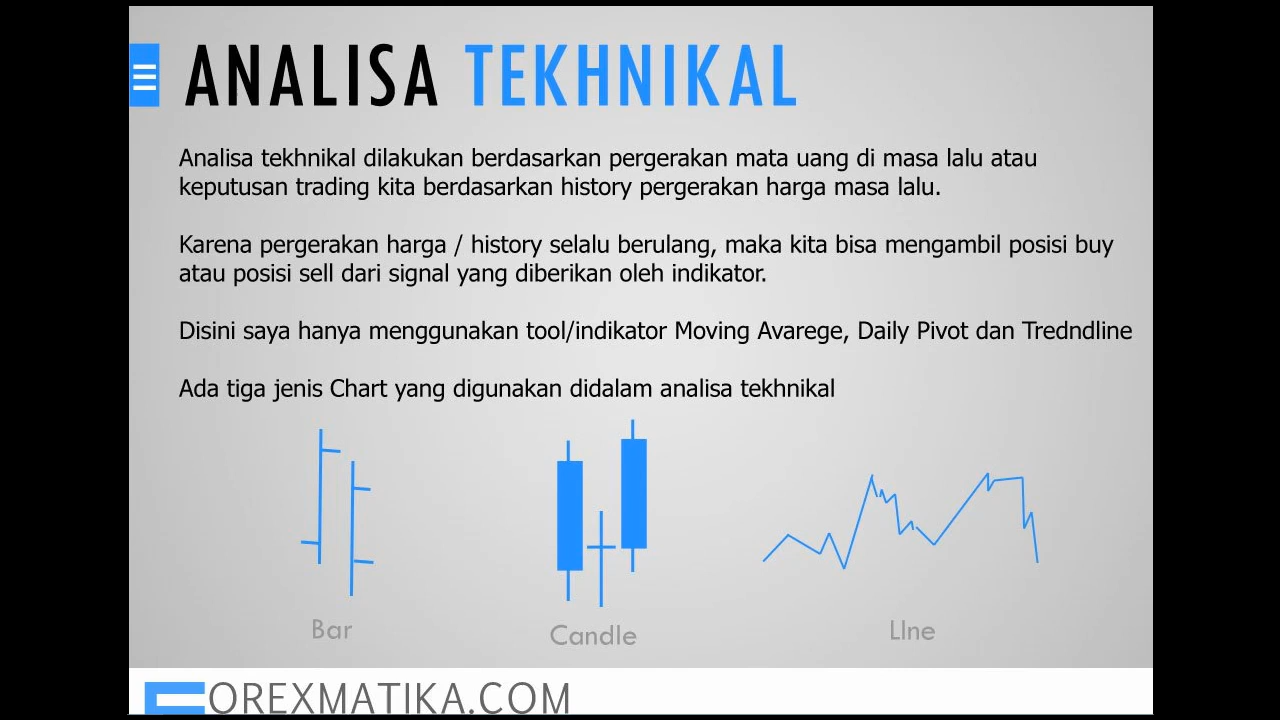 ANALISA TEKHNIKAL
Analisa tekhnikal dilakukan berdasarkan pergerakan mata uang di masa lalu atau
keputusan trading kita berdasarkan history pergerakan harga masa lalu.
Karena pergerakan harga / history selalu berulang, maka kita bisa mengambil posisi buy
atau posisi sell dari signal yang diberikan oleh indikator.
Disini saya hanya menggunakan tool/indikator Moving Avarege, Daily Pivot dan Tredndline
Ada tiga jenis Chart yang digunakan didalam analisa tekhnikal
Bar
Candle
LIne
FOREXMATIKA.COM